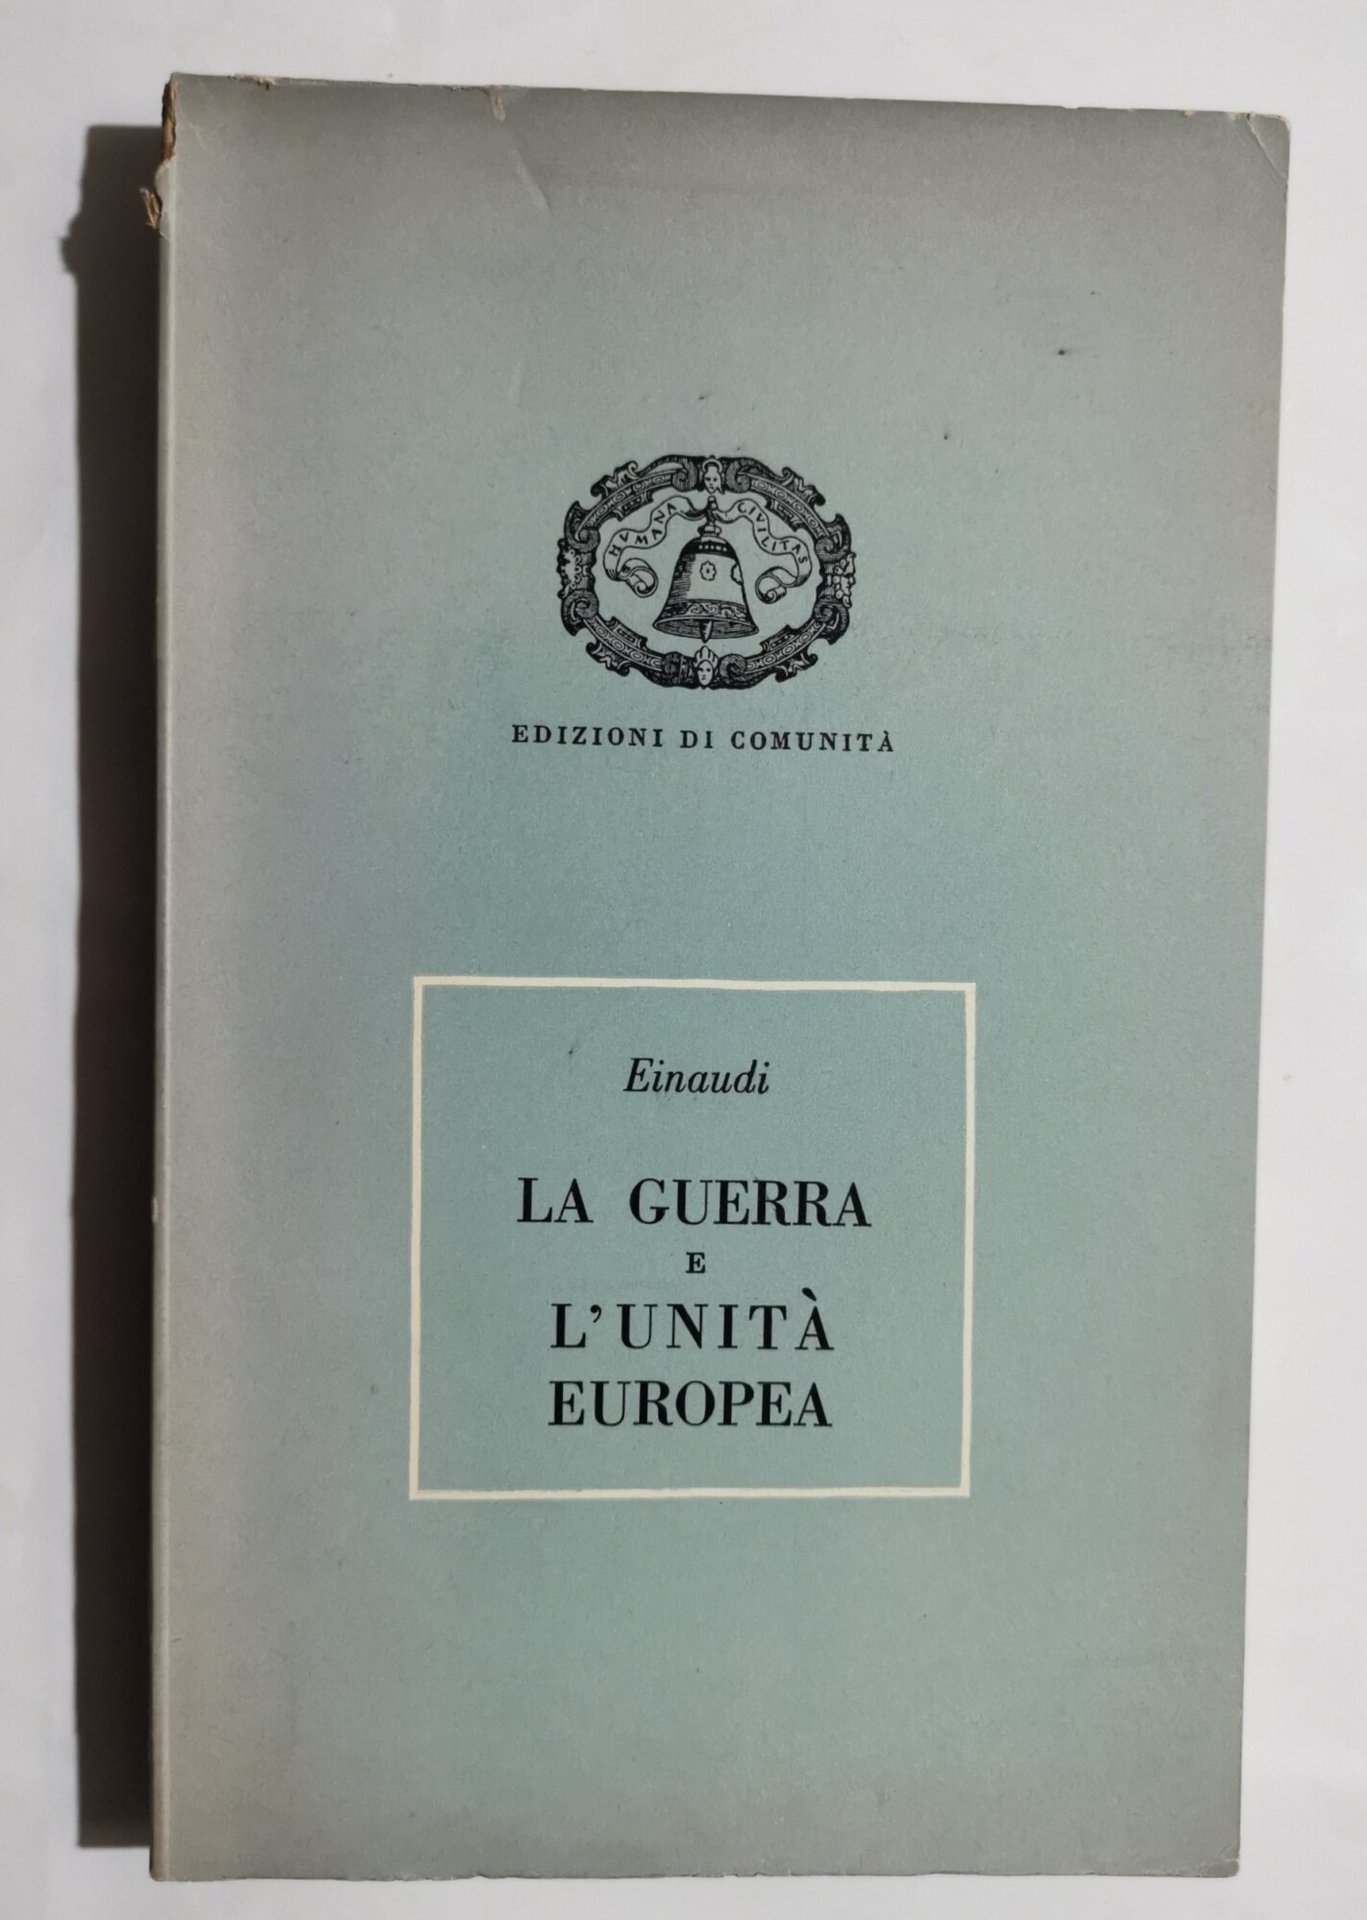 HVMANA CIVILITAS
EDIZIONI DI COMUNITÀ
Einaudi
LA GUERRA
E
L'UNITÀ
EUROPEA